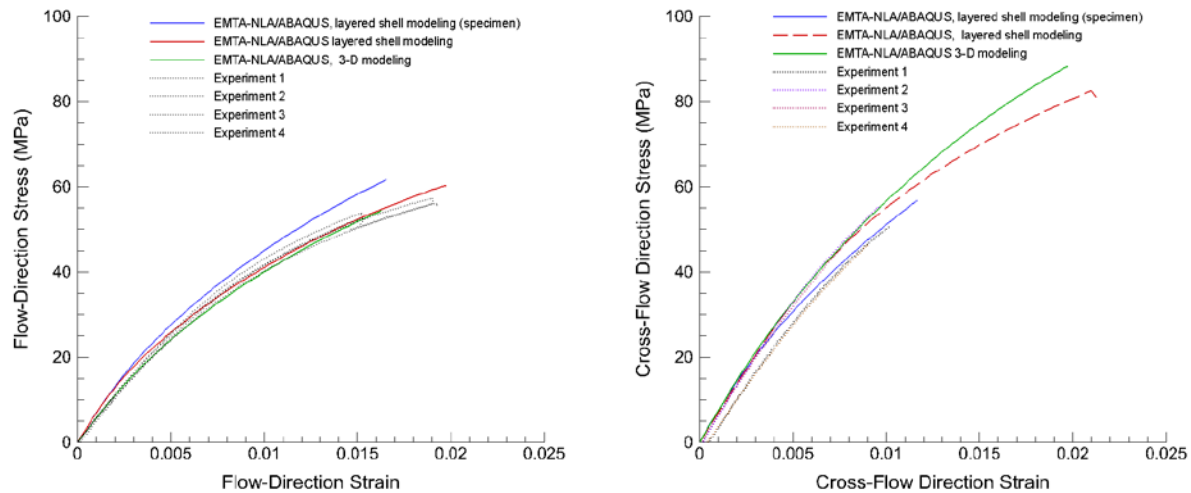 100
80
60
40
20
0
Flow-Direction Stress (MPa)
EMTA-NLA/ABAQUS, layered shell modeling (specimen)
EMTA-NLA/ABAQUS layered shell modeling
EMTA-NLA/ABAQUS, 3-D modeling
Experiment 1
Experiment 2
Experiment 3
Experiment 4
0 0.005 0.01 0.015 0.02 0.025
Flow-Direction Strain
100
80
60
40
20
0
Cross-Flow Direction Stress (MPa)
EMTA-NLA/ABAQUS, layered shell modeling (specimen)
EMTA-NLA/ABAQUS, layered shell modeling
EMTA-NLA/ABAQUS 3-D modeling
Experiment 1
Experiment 2
Experiment 3
Experiment 4
0 0.005 0.01 0.015 0.02 0.025
Cross-Flow Direction Strain